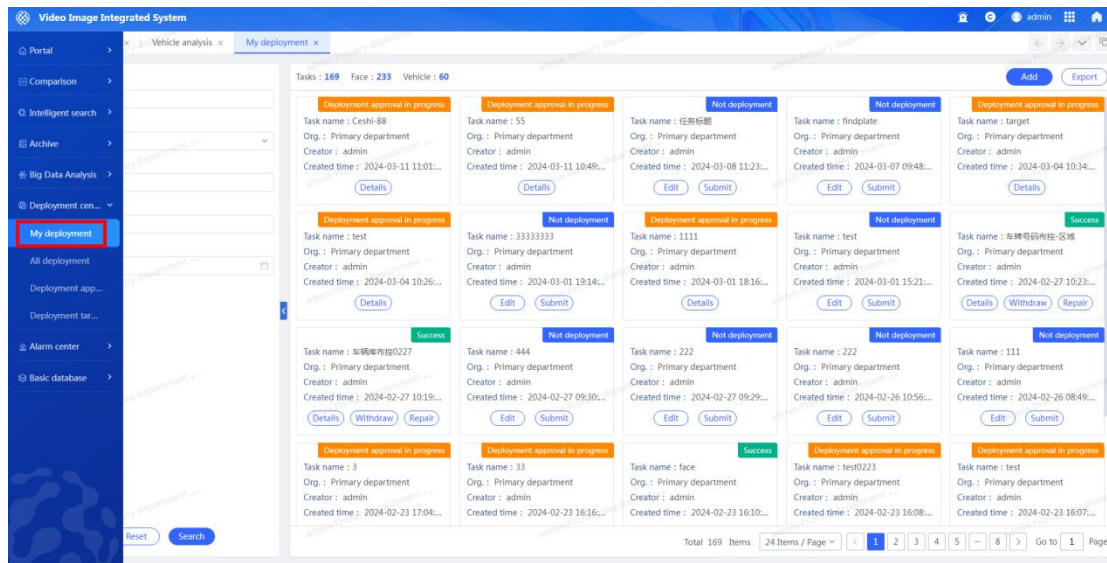 Video Image Integrated System
admin
Portal
Comparison
Intelligent search
Archive
Big Data Analysis
Deployment cen...
My deployment
All deployment
Deployment app...
Deployment tar...
Alarm center
Basic database
Vehicle analysis ×
My deployment ×
Reset
Search
Tasks : 169 Face : 233 Vehicle : 60
Add
Export
Deployment approval in progress
Task name : Ceshi-88
Org. : Primary department
Creator : admin
Created time : 2024-03-11 11:01:...
Details
Deployment approval in progress
Task name : 55
Org. : Primary department
Creator : admin
Created time : 2024-03-11 10:49:...
Details
Not deployment
Task name : 任务标题
Org. : Primary department
Creator : admin
Created time : 2024-03-08 11:23:...
Edit Submit
Not deployment
Task name : findplate
Org. : Primary department
Creator : admin
Created time : 2024-03-07 09:48:...
Edit Submit
Deployment approval in progress
Task name : target
Org. : Primary department
Creator : admin
Created time : 2024-03-04 10:34:...
Details
Deployment approval in progress
Task name : test
Org. : Primary department
Creator : admin
Created time : 2024-03-04 10:26:...
Details
Not deployment
Task name : 33333333
Org. : Primary department
Creator : admin
Created time : 2024-03-01 19:14:...
Edit Submit
Deployment approval in progress
Task name : 1111
Org. : Primary department
Creator : admin
Created time : 2024-03-01 18:16:...
Details
Not deployment
Task name : test
Org. : Primary department
Creator : admin
Created time : 2024-03-01 15:21:...
Edit Submit
Success
Task name : 车牌号码布控-区域
Org. : Primary department
Creator : admin
Created time : 2024-02-27 10:23:...
Details Withdraw Repair
Success
Task name : 车辆库布控0227
Org. : Primary department
Creator : admin
Created time : 2024-02-27 10:19:...
Details Withdraw Repair
Not deployment
Task name : 444
Org. : Primary department
Creator : admin
Created time : 2024-02-27 09:30:...
Edit Submit
Not deployment
Task name : 222
Org. : Primary department
Creator : admin
Created time : 2024-02-27 09:29:...
Edit Submit
Not deployment
Task name : 222
Org. : Primary department
Creator : admin
Created time : 2024-02-26 10:56:...
Edit Submit
Not deployment
Task name : 111
Org. : Primary department
Creator : admin
Created time : 2024-02-26 08:49:...
Edit Submit
Deployment approval in progress
Task name : 3
Org. : Primary department
Creator : admin
Created time : 2024-02-23 17:04:...
Deployment approval in progress
Task name : 33
Org. : Primary department
Creator : admin
Created time : 2024-02-23 16:16:...
Success
Task name : face
Org. : Primary department
Creator : admin
Created time : 2024-02-23 16:10:...
Deployment approval in progress
Task name : test0223
Org. : Primary department
Creator : admin
Created time : 2024-02-23 16:08:...
Deployment approval in progress
Task name : test
Org. : Primary department
Creator : admin
Created time : 2024-02-23 16:07:...
Total 169 Items 24 Items / Page < 1 2 3 4 5 ··· 8 > Go to 1 Page